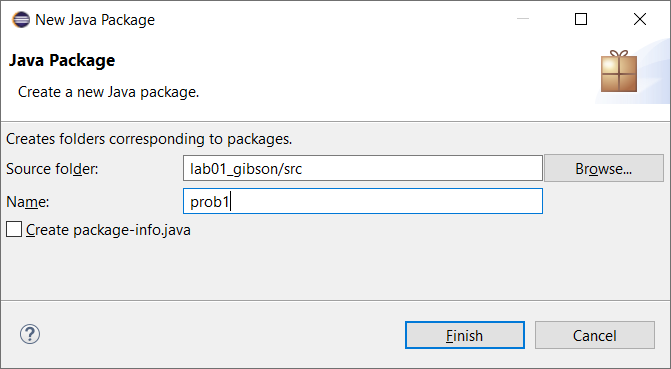 New Java Package
Java Package
Create a new Java package.
Creates folders corresponding to packages.
Source folder: lab01_gibson/src Browse...
Name: prob1
Create package-info.java
? Finish Cancel